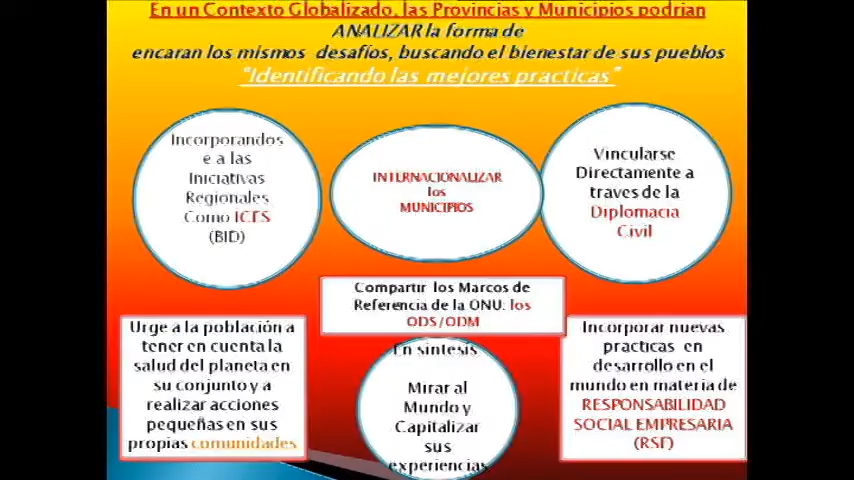 En un Contexto Globalizado, las Provincias y Municipios podrian
ANALIZAR la forma de
encaran los mismos desafíos, buscando el bienestar de sus pueblos
"Identificando las mejores practicas"
Incorporandos
e a las
Iniciativas
Regionales
Como ICES
(BID)
INTERNACIONALIZAR
los
MUNICIPIOS
Vincularse
Directamente a
traves de la
Diplomacia
Civil
Compartir los Marcos de
Referencia de la ONU: los
ODS/ODM
Urge a la población a
tener en cuenta la
salud del planeta en
su conjunto y a
realizar acciones
pequeñas en sus
propias comunidades
En sintesis
Mirar al
Mundo y
Capitalizar
sus
experiencias
Incorporar nuevas
practicas en
desarrollo en el
mundo en materia de
RESPONSABILIDAD
SOCIAL EMPRESARIA
(RSE)